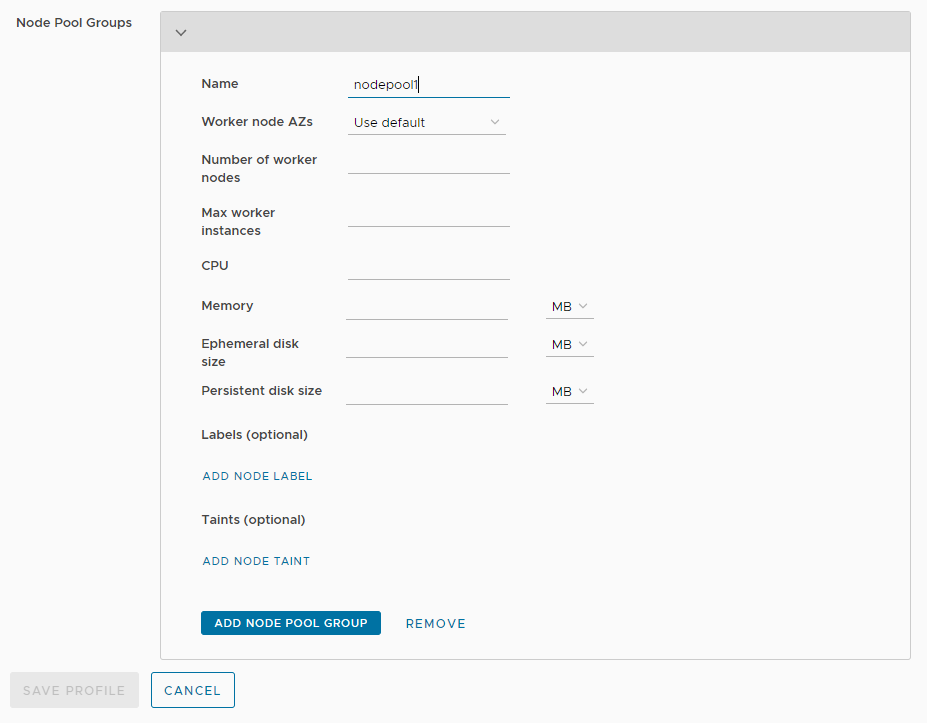 Node Pool Groups
Name
nodepool1
Worker node AZs
Use default
Number of worker
nodes
Max worker
instances
CPU
Memory
MB
Ephemeral disk
size
MB
Persistent disk size
MB
Labels (optional)
ADD NODE LABEL
Taints (optional)
ADD NODE TAINT
ADD NODE POOL GROUP
REMOVE
SAVE PROFILE
CANCEL